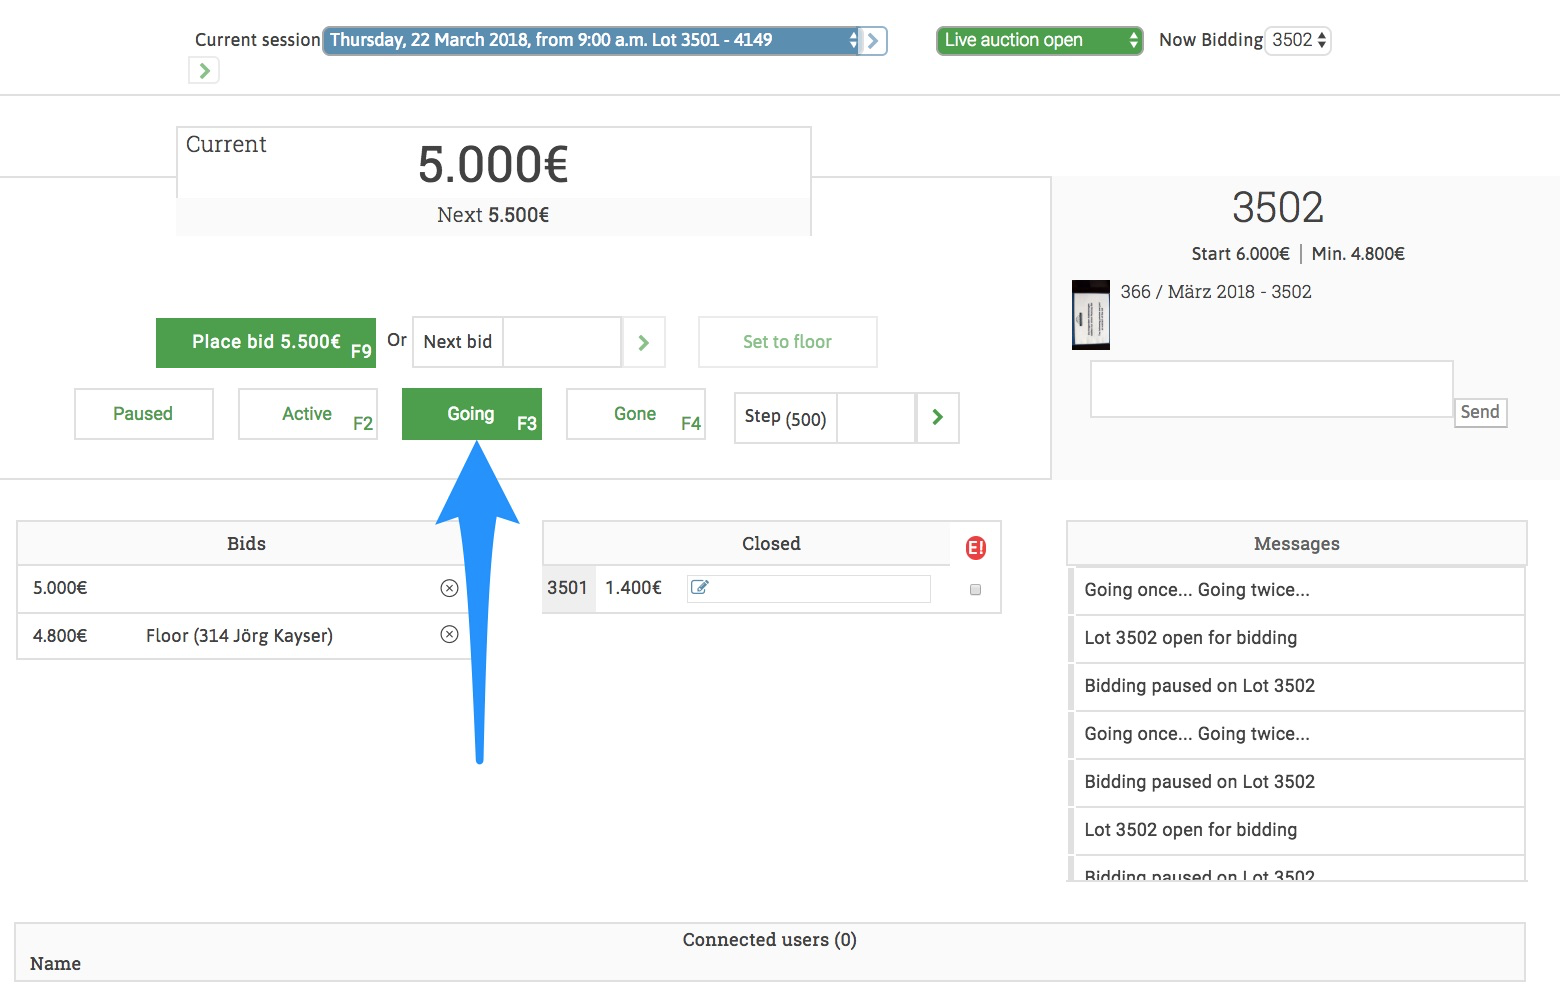 Current session Thursday, 22 March 2018, from 9:00 a.m. Lot 3501 - 4149 Live auction open Now Bidding 3502
Current
5.000€
Next 5.500€
3502
Start 6.000€ | Min. 4.800€
366 / März 2018 - 3502
Place bid 5.500€ F9 Or Next bid Set to floor
Paused Active F2 Going F3 Gone F4 Step (500)
Send
Bids
5.000€
4.800€ Floor (314 Jörg Kayser)
Closed E!
3501 1.400€
Messages
Going once... Going twice...
Lot 3502 open for bidding
Bidding paused on Lot 3502
Going once... Going twice...
Bidding paused on Lot 3502
Lot 3502 open for bidding
Bidding paused on Lot 3502
Connected users (0)
Name